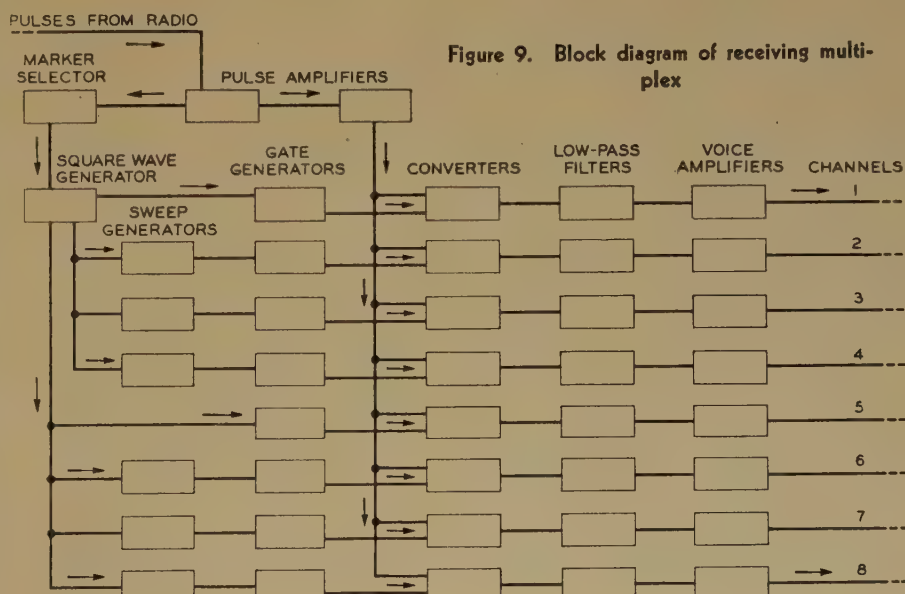 PULSES FROM RADIO
MARKER
SELECTOR
PULSE AMPLIFIERS
Figure 9. Block diagram of receiving multi-
plex
SQUARE WAVE
GENERATOR
GATE
GENERATORS
CONVERTERS
LOW-PASS
FILTERS
VOICE
AMPLIFIERS
CHANNELS
1
SWEEP
GENERATORS
2
3
4
5
6
7
8